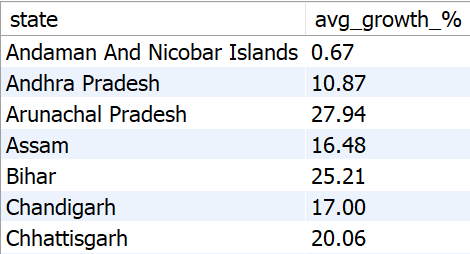 state avg_growth_%
Andaman And Nicobar Islands 0.67
Andhra Pradesh 10.87
Arunachal Pradesh 27.94
Assam 16.48
Bihar 25.21
Chandigarh 17.00
Chhattisgarh 20.06